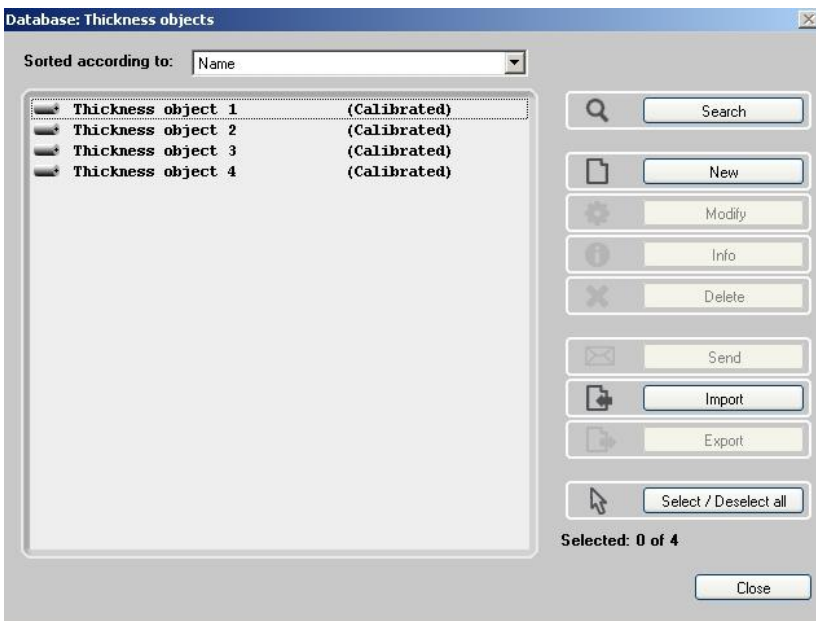 Database: Thickness objects
Sorted according to: Name
Thickness object 1 (Calibrated)
Thickness object 2 (Calibrated)
Thickness object 3 (Calibrated)
Thickness object 4 (Calibrated)
Search
New
Modify
Info
Delete
Send
Import
Export
Select / Deselect all
Selected: 0 of 4
Close